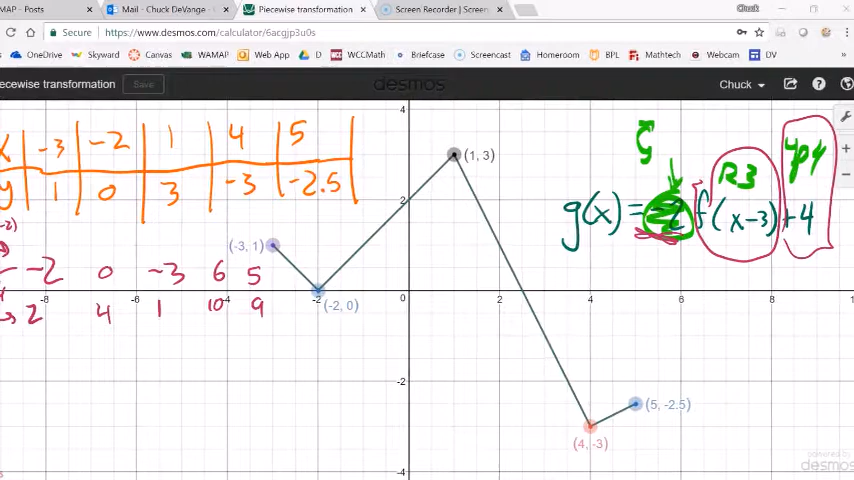 MAP - Posts Mail - Chuck DeVange - Piecewise transformation Screen Recorder | Screen Chuck
Secure https://www.desmos.com/calculator/6acgjp3u0s
OneDrive Skyward Canvas WAMAP Web App WCCMath Briefcase Screencast Homeroom BPL Mathtech WebCam DV
ecewise transformation Save desmos Chuck
x -3 -2 1 4 5
y 1 0 3 -3 -2.5
4
(1, 3)
R3 up4
2
g(x) = -2 f(x-3)+4
(-3, 1)
-2 0 -3 6 5
2 4 1 10 9
-8 -6 -4 -2 0 2 4 6 8
(-2, 0)
-2
(5, -2.5)
(4, -3)
-4
powered by
desmos